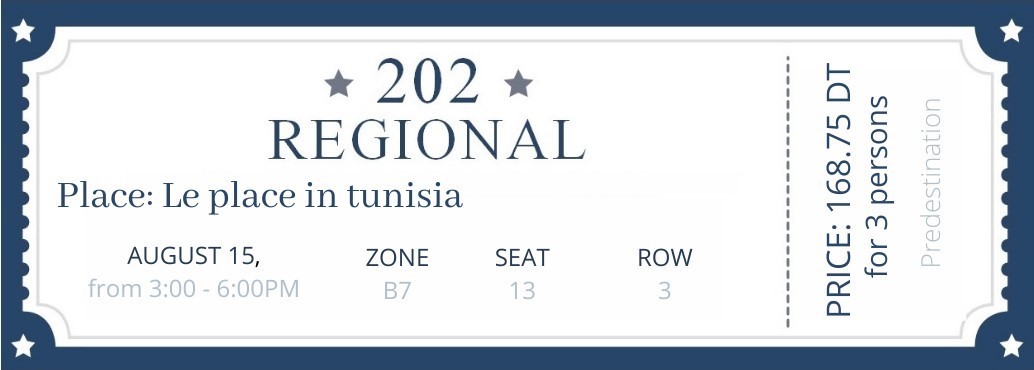 202
REGIONAL
Place: Le place in tunisia
AUGUST 15,
from 3:00 - 6:00PM
ZONE
B7
SEAT
13
ROW
3
PRICE: 168.75 DT
for 3 persons
Predestination